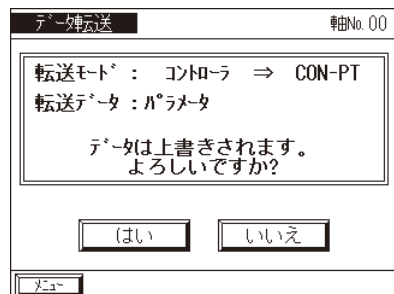 データ転送 軸No.00
転送モード : コントローラ ⇒ CON-PT
転送データ : パラメータ
データは上書きされます。
よろしいですか?
はい いいえ
メニュー